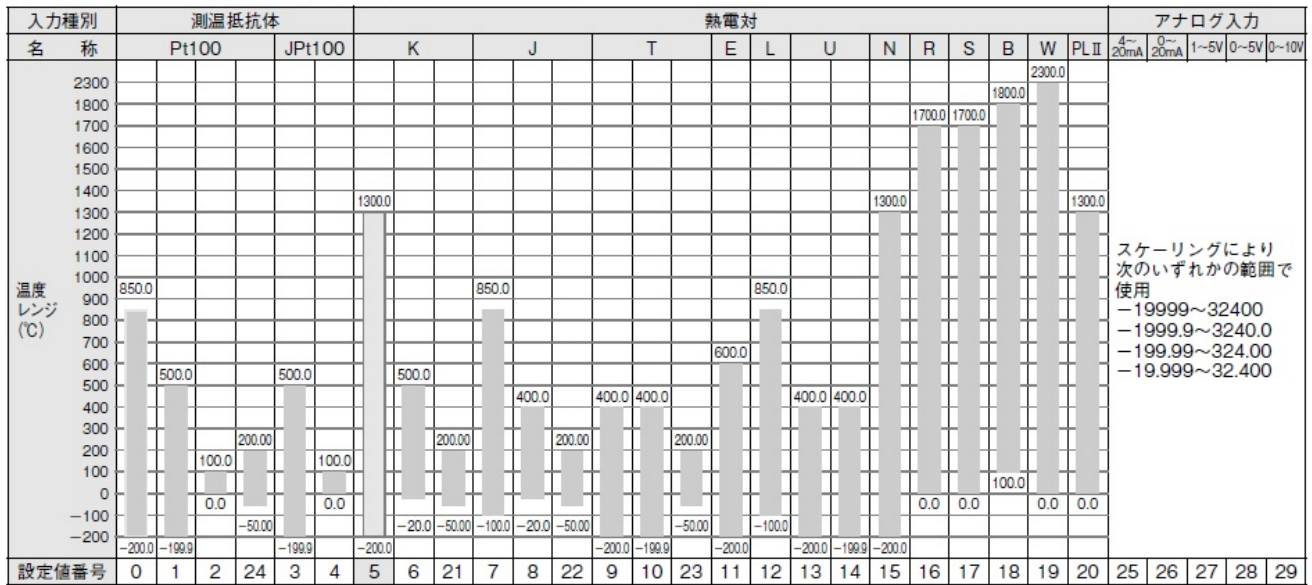 入力種別 測温抵抗体 熱電対 アナログ入力
名 称 Pt100 JPt100 K J T E L U N R S B W PLⅡ 4~20mA 0~20mA 1~5V 0~5V 0~10V
2300.0
2300
1800.0
1800
1700.0 1700.0
1700
1600
1500
1400
1300.0 1300.0 1300.0
1300
1200
1100
1000
850.0 850.0 850.0
900
800
700
600.0
600
500.0 500.0 500.0
500
400.0 400.0 400.0 400.0 400.0
400
300
200.00 200.00 200.00 200.00
200
100.0 100.0
100
100.0
0
0.0 0.0 0.0 0.0 0.0 0.0
-100
-50.00 -20.0 -50.00 -100.0 -20.0 -50.00 -50.00 -100.0
-200
-200.0 -199.9 -199.9 -200.0 -200.0 -199.9 -200.0 -200.0 -199.9 -200.0
温度
レンジ
(℃)
スケーリングにより
次のいずれかの範囲で
使用
-19999~32400
-1999.9~3240.0
-199.99~324.00
-19.999~32.400
設定値番号 0 1 2 24 3 4 5 6 21 7 8 22 9 10 23 11 12 13 14 15 16 17 18 19 20 25 26 27 28 29